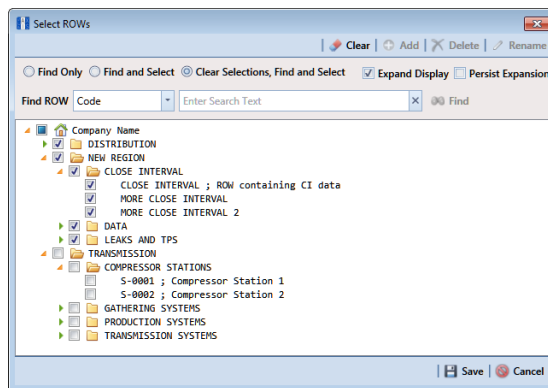 Select ROWs
Clear Add Delete Rename
Find Only Find and Select Clear Selections, Find and Select Expand Display Persist Expansion
Find ROW Code Enter Search Text Find
Company Name
DISTRIBUTION
NEW REGION
CLOSE INTERVAL
CLOSE INTERVAL ; ROW containing CI data
MORE CLOSE INTERVAL
MORE CLOSE INTERVAL 2
DATA
LEAKS AND TPS
TRANSMISSION
COMPRESSOR STATIONS
S-0001 ; Compressor Station 1
S-0002 ; Compressor Station 2
GATHERING SYSTEMS
PRODUCTION SYSTEMS
TRANSMISSION SYSTEMS
Save Cancel